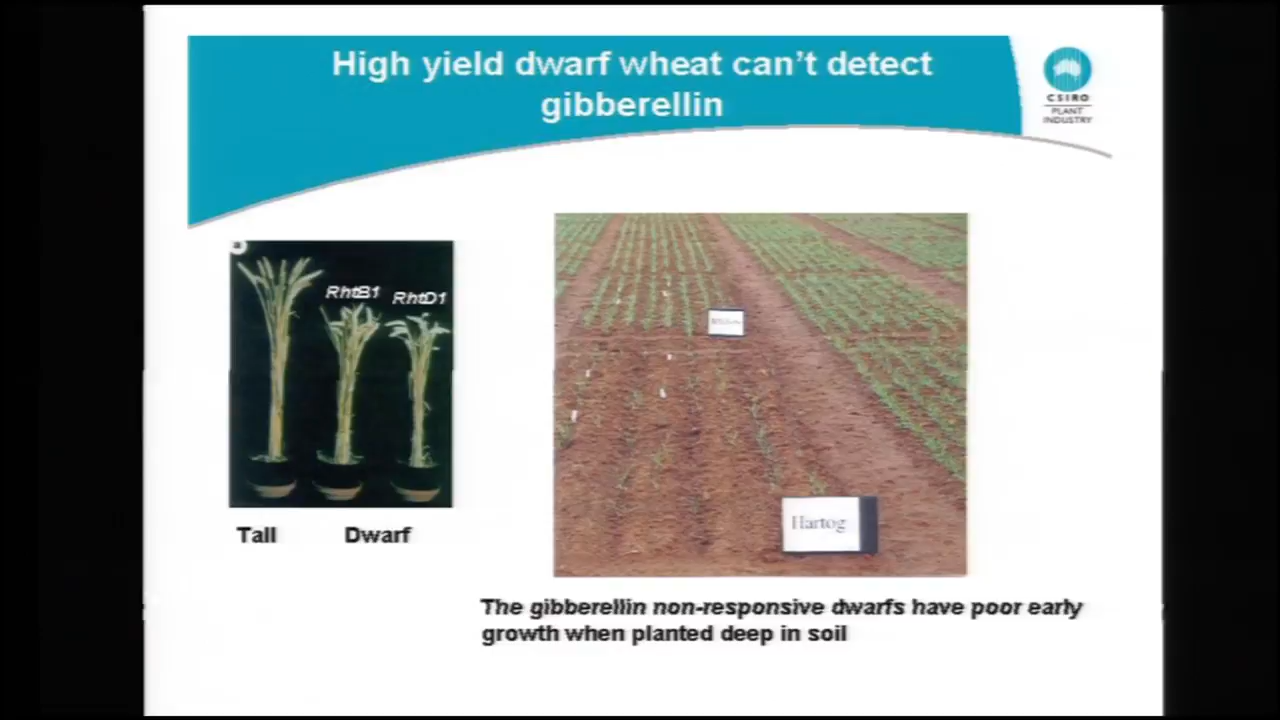 High yield dwarf wheat can't detect
gibberellin
CSIRO
PLANT
INDUSTRY
RhtB1
RhtD1
Hartog
Tall
Dwarf
The gibberellin non-responsive dwarfs have poor early
growth when planted deep in soil